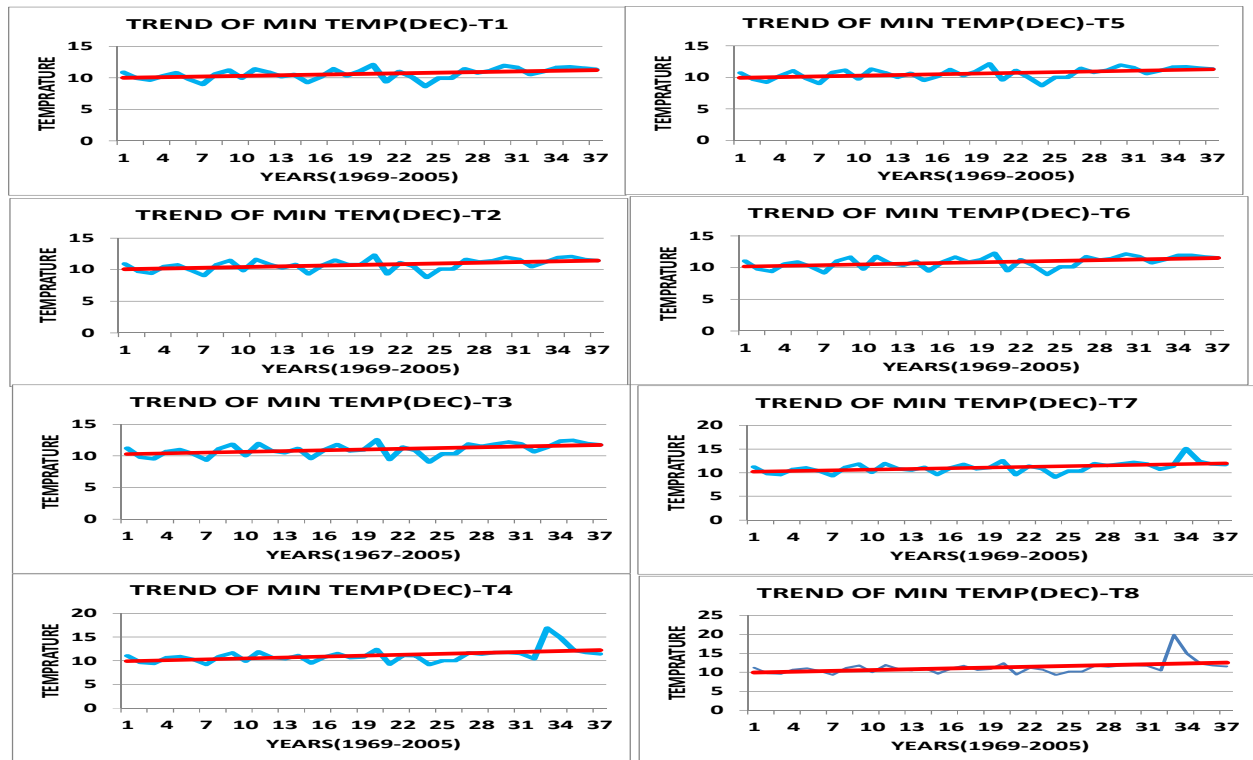 TREND OF MIN TEMP(DEC)-T1
TEMPRATURE
15
10
5
0
1 4 7 10 13 16 19 22 25 28 31 34 37
YEARS(1969-2005)
TREND OF MIN TEMP(DEC)-T5
TEMPRATURE
15
10
5
0
1 4 7 10 13 16 19 22 25 28 31 34 37
YEARS(1969-2005)
TREND OF MIN TEM(DEC)-T2
TEMPRATURE
15
10
5
0
1 4 7 10 13 16 19 22 25 28 31 34 37
YEARS(1969-2005)
TREND OF MIN TEMP(DEC)-T6
TEMPRATURE
15
10
5
0
1 4 7 10 13 16 19 22 25 28 31 34 37
YEARS(1969-2005)
TREND OF MIN TEMP(DEC)-T3
TEMPRATURE
15
10
5
0
1 4 7 10 13 16 19 22 25 28 31 34 37
YEARS(1967-2005)
TREND OF MIN TEMP(DEC)-T7
TEMPRATURE
20
15
10
5
0
1 4 7 10 13 16 19 22 25 28 31 34 37
YEARS(1969-2005)
TREND OF MIN TEMP(DEC)-T4
TEMPRATURE
20
15
10
5
0
1 4 7 10 13 16 19 22 25 28 31 34 37
YEARS(1969-2005)
TREND OF MIN TEMP(DEC)-T8
TEMPRATURE
25
20
15
10
5
0
1 4 7 10 13 16 19 22 25 28 31 34 37
YEARS(1969-2005)